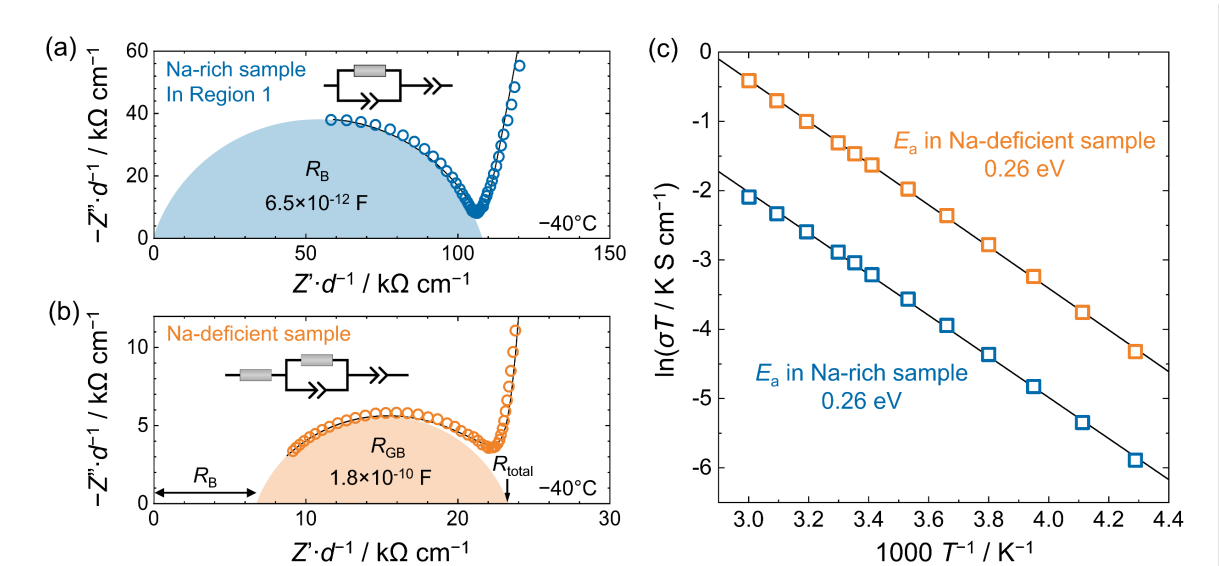 (a)
60
40
20
0
−Z"·d⁻¹ / kΩ cm⁻¹
Na-rich sample
In Region 1
R_B
6.5×10⁻¹² F
−40°C
0
50
100
150
Z'·d⁻¹ / kΩ cm⁻¹
(b)
10
5
0
−Z"·d⁻¹ / kΩ cm⁻¹
Na-deficient sample
R_GB
1.8×10⁻¹⁰ F
R_B
R_total
−40°C
0
10
20
30
Z'·d⁻¹ / kΩ cm⁻¹
(c)
0
-1
-2
-3
-4
-5
-6
ln(σT / K S cm⁻¹)
E_a in Na-deficient sample
0.26 eV
E_a in Na-rich sample
0.26 eV
3.0
3.2
3.4
3.6
3.8
4.0
4.2
4.4
1000 T⁻¹ / K⁻¹